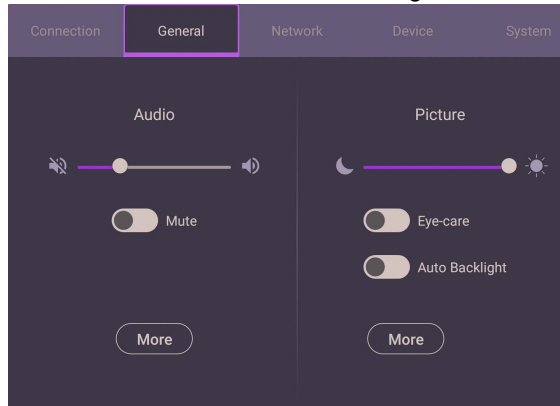 Connection General Network Device System
Audio
Picture
Mute
Eye-care
Auto Backlight
More
More